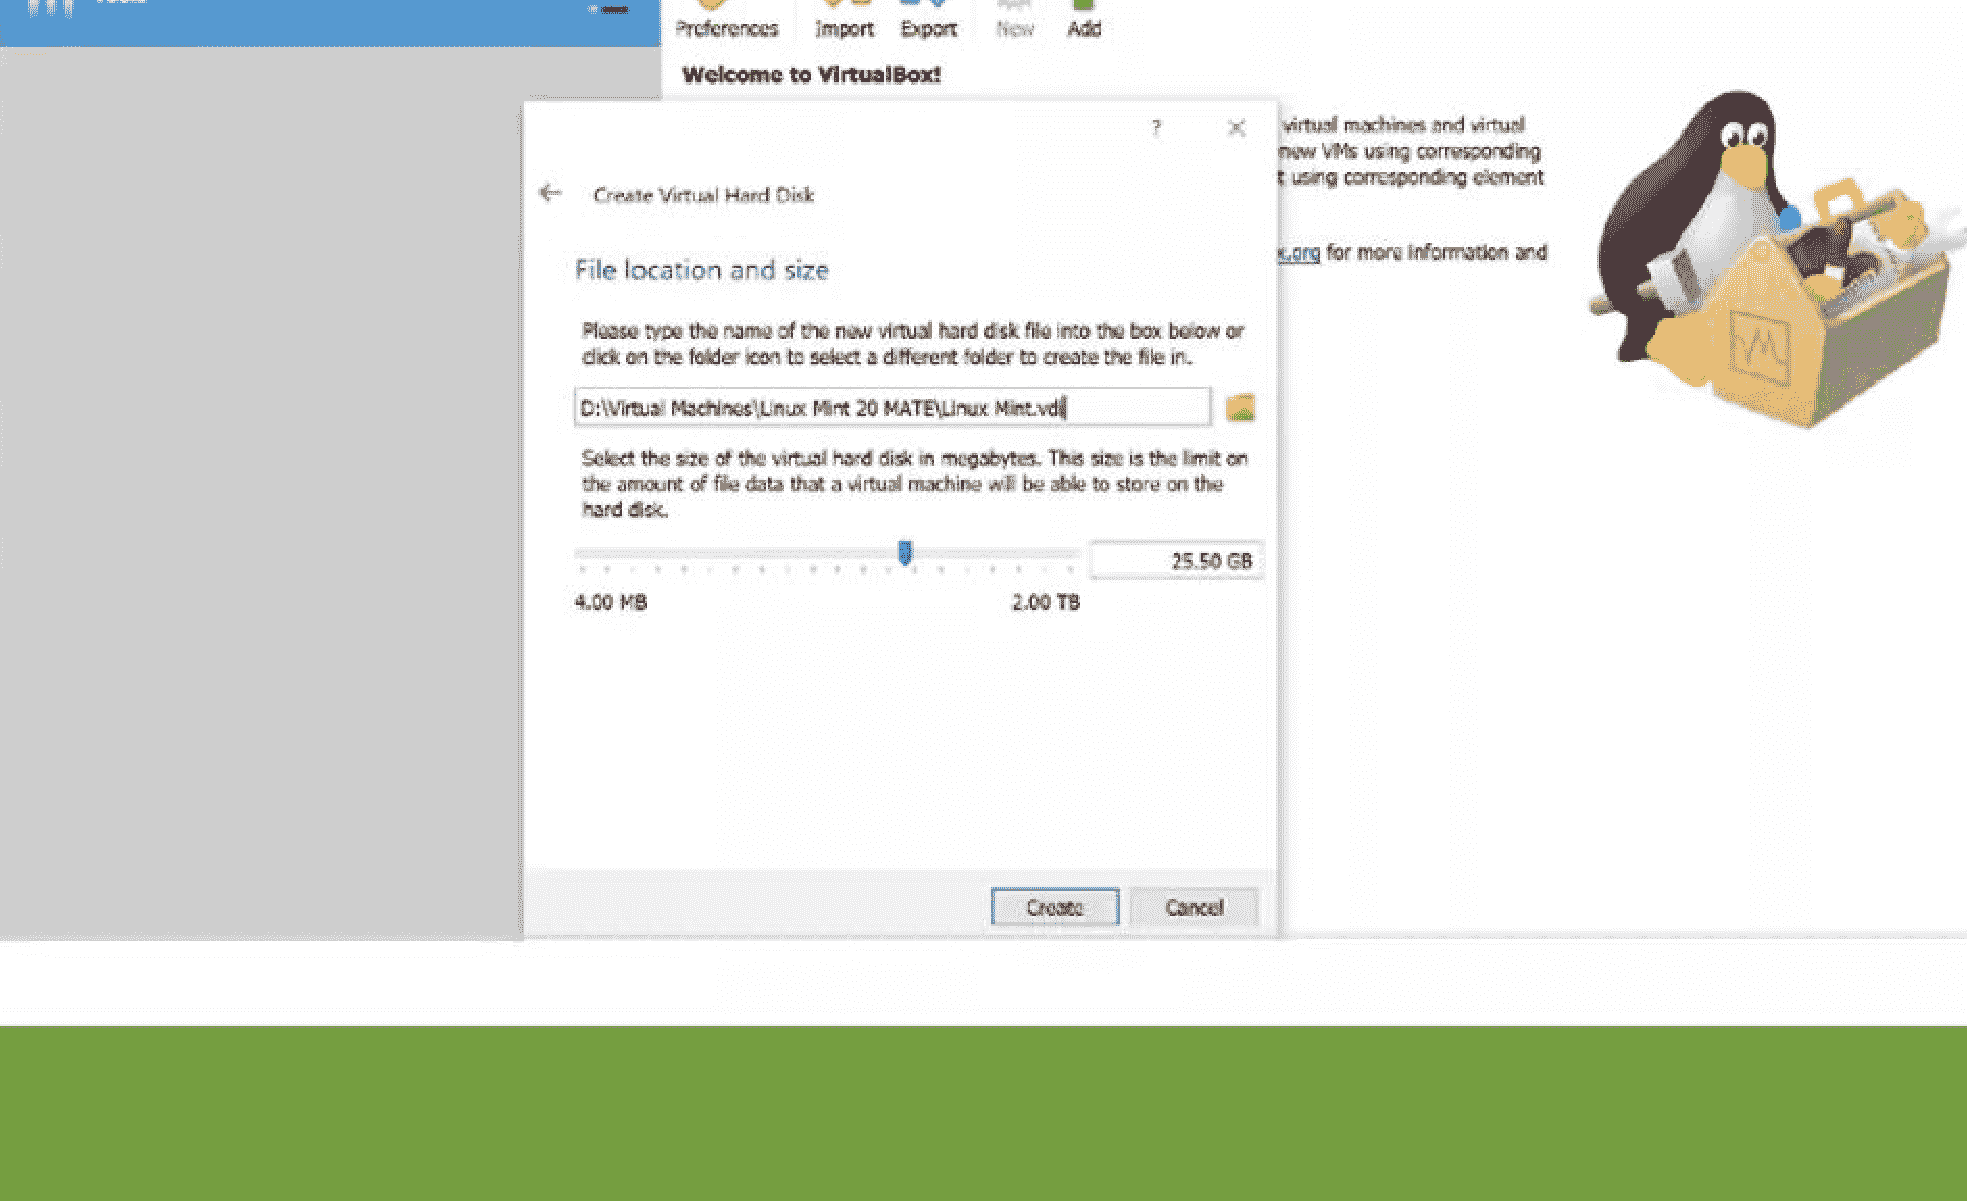 Preferences Import Export New Add
Welcome to VirtualBox!
? ×
virtual machines and virtual
new VMs using corresponding
t using corresponding element
x.org for more information and
← Create Virtual Hard Disk
File location and size
Please type the name of the new virtual hard disk file into the box below or
click on the folder icon to select a different folder to create the file in.
D:\Virtual Machines\Linux Mint 20 MATE\Linux Mint.vdi
Select the size of the virtual hard disk in megabytes. This size is the limit on
the amount of file data that a virtual machine will be able to store on the
hard disk.
25.50 GB
4.00 MB 2.00 TB
Create Cancel